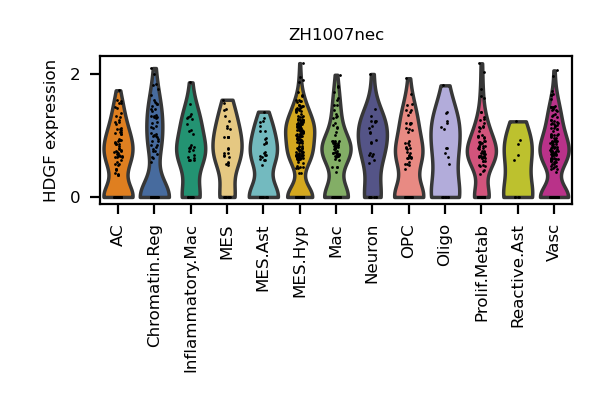 ZH1007nec
HDGF expression
2
0
AC
Chromatin.Reg
Inflammatory.Mac
MES
MES.Ast
MES.Hyp
Mac
Neuron
OPC
Oligo
Prolif.Metab
Reactive.Ast
Vasc